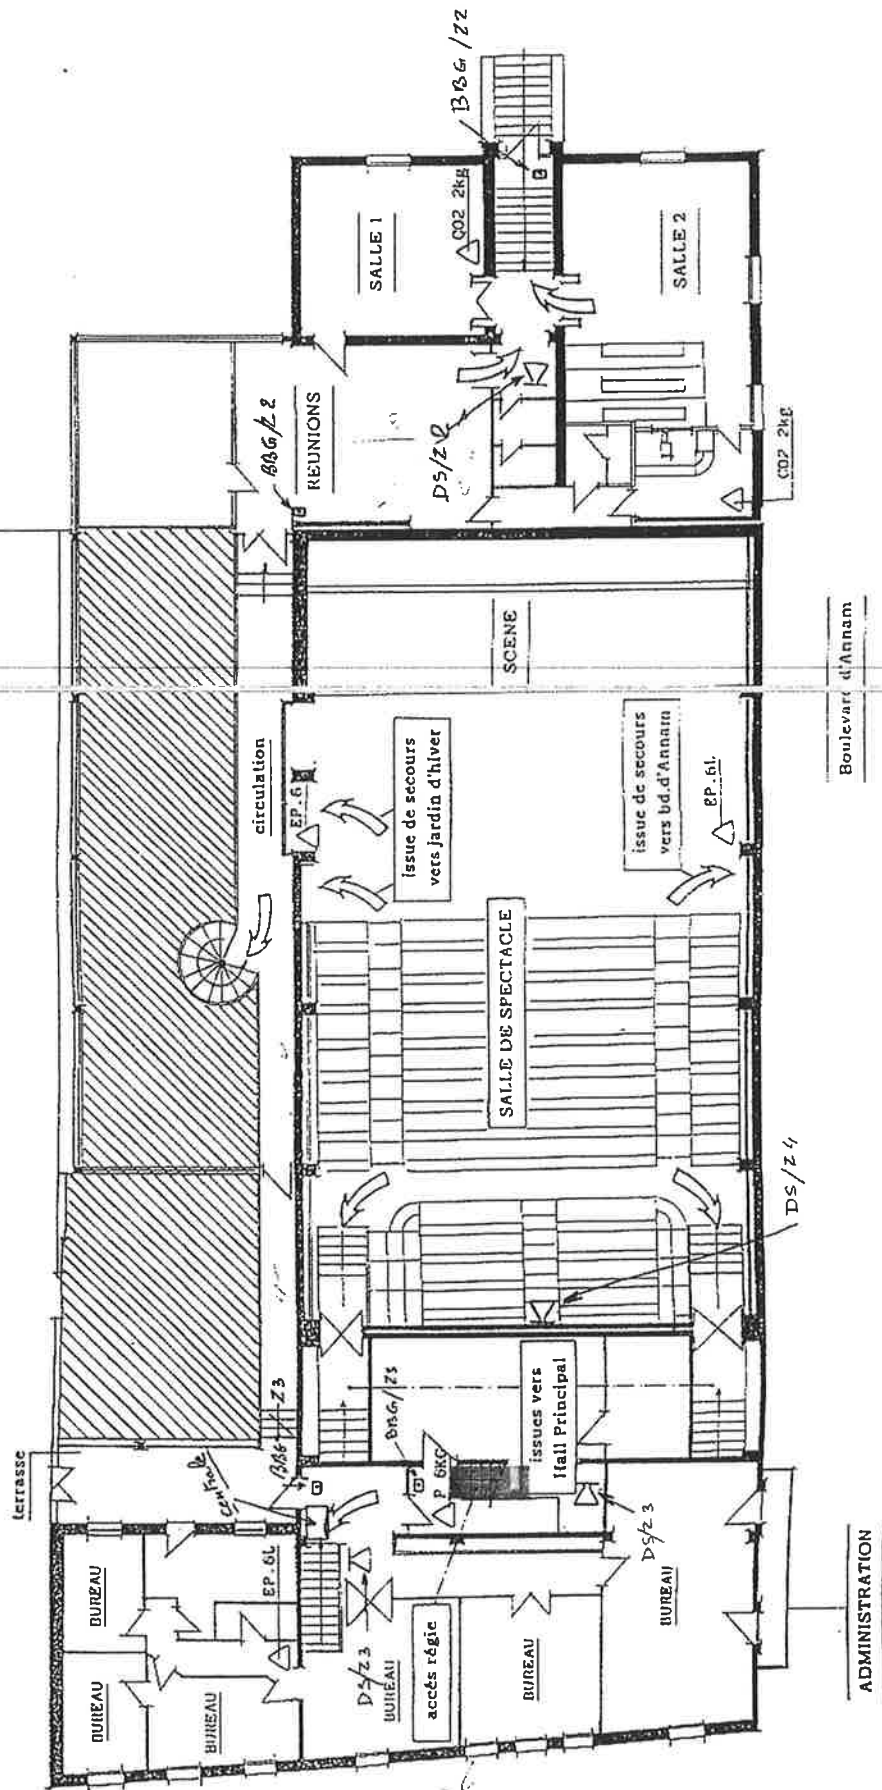 terrasse
BUREAU
BUREAU
BUREAU
EP.6L
centrale
BBG/Z3
DS/Z3
BUREAU
accès régie
BUREAU
BUREAU
ADMINISTRATION
BBG/Z5
P 6KG
DS/Z3
issues vers
Hall Principal
DS/Z4
SALLE DE SPECTACLE
circulation
EP.6
issue de secours
vers jardin d'hiver
issue de secours
vers bd.d'Annam
EP.6L
SCENE
Boulevard d'Annam
BBG/Z2
REUNIONS
DS/Z2
SALLE 1
CO2 2kg
BBG/Z2
SALLE 2
CO2 2kg